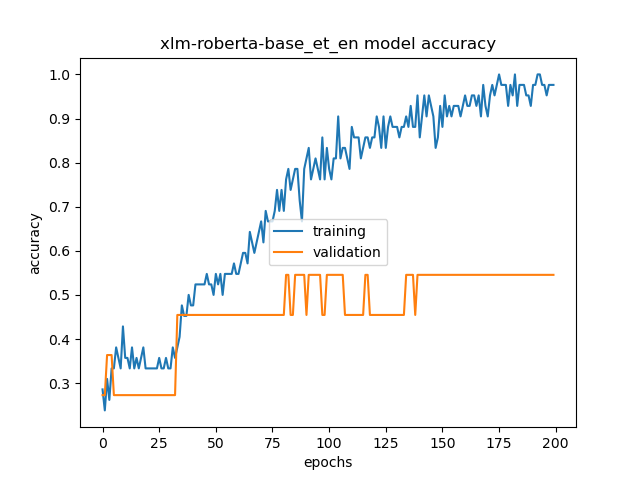 xlm-roberta-base_et_en model accuracy
accuracy
1.0
0.9
0.8
0.7
0.6
0.5
0.4
0.3
training
validation
0 25 50 75 100 125 150 175 200
epochs